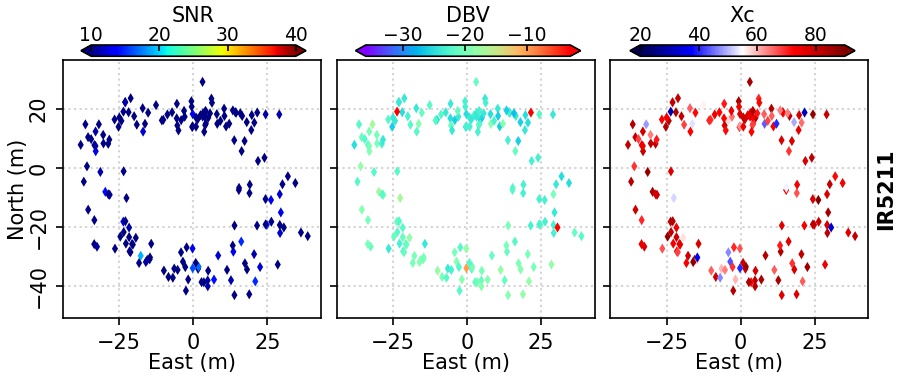 SNR DBV Xc
10 20 30 40 −30 −20 −10 20 40 60 80
North (m)
20
0
−20
−40
−25 0 25 −25 0 25 −25 0 25
East (m) East (m) East (m)
IR5211